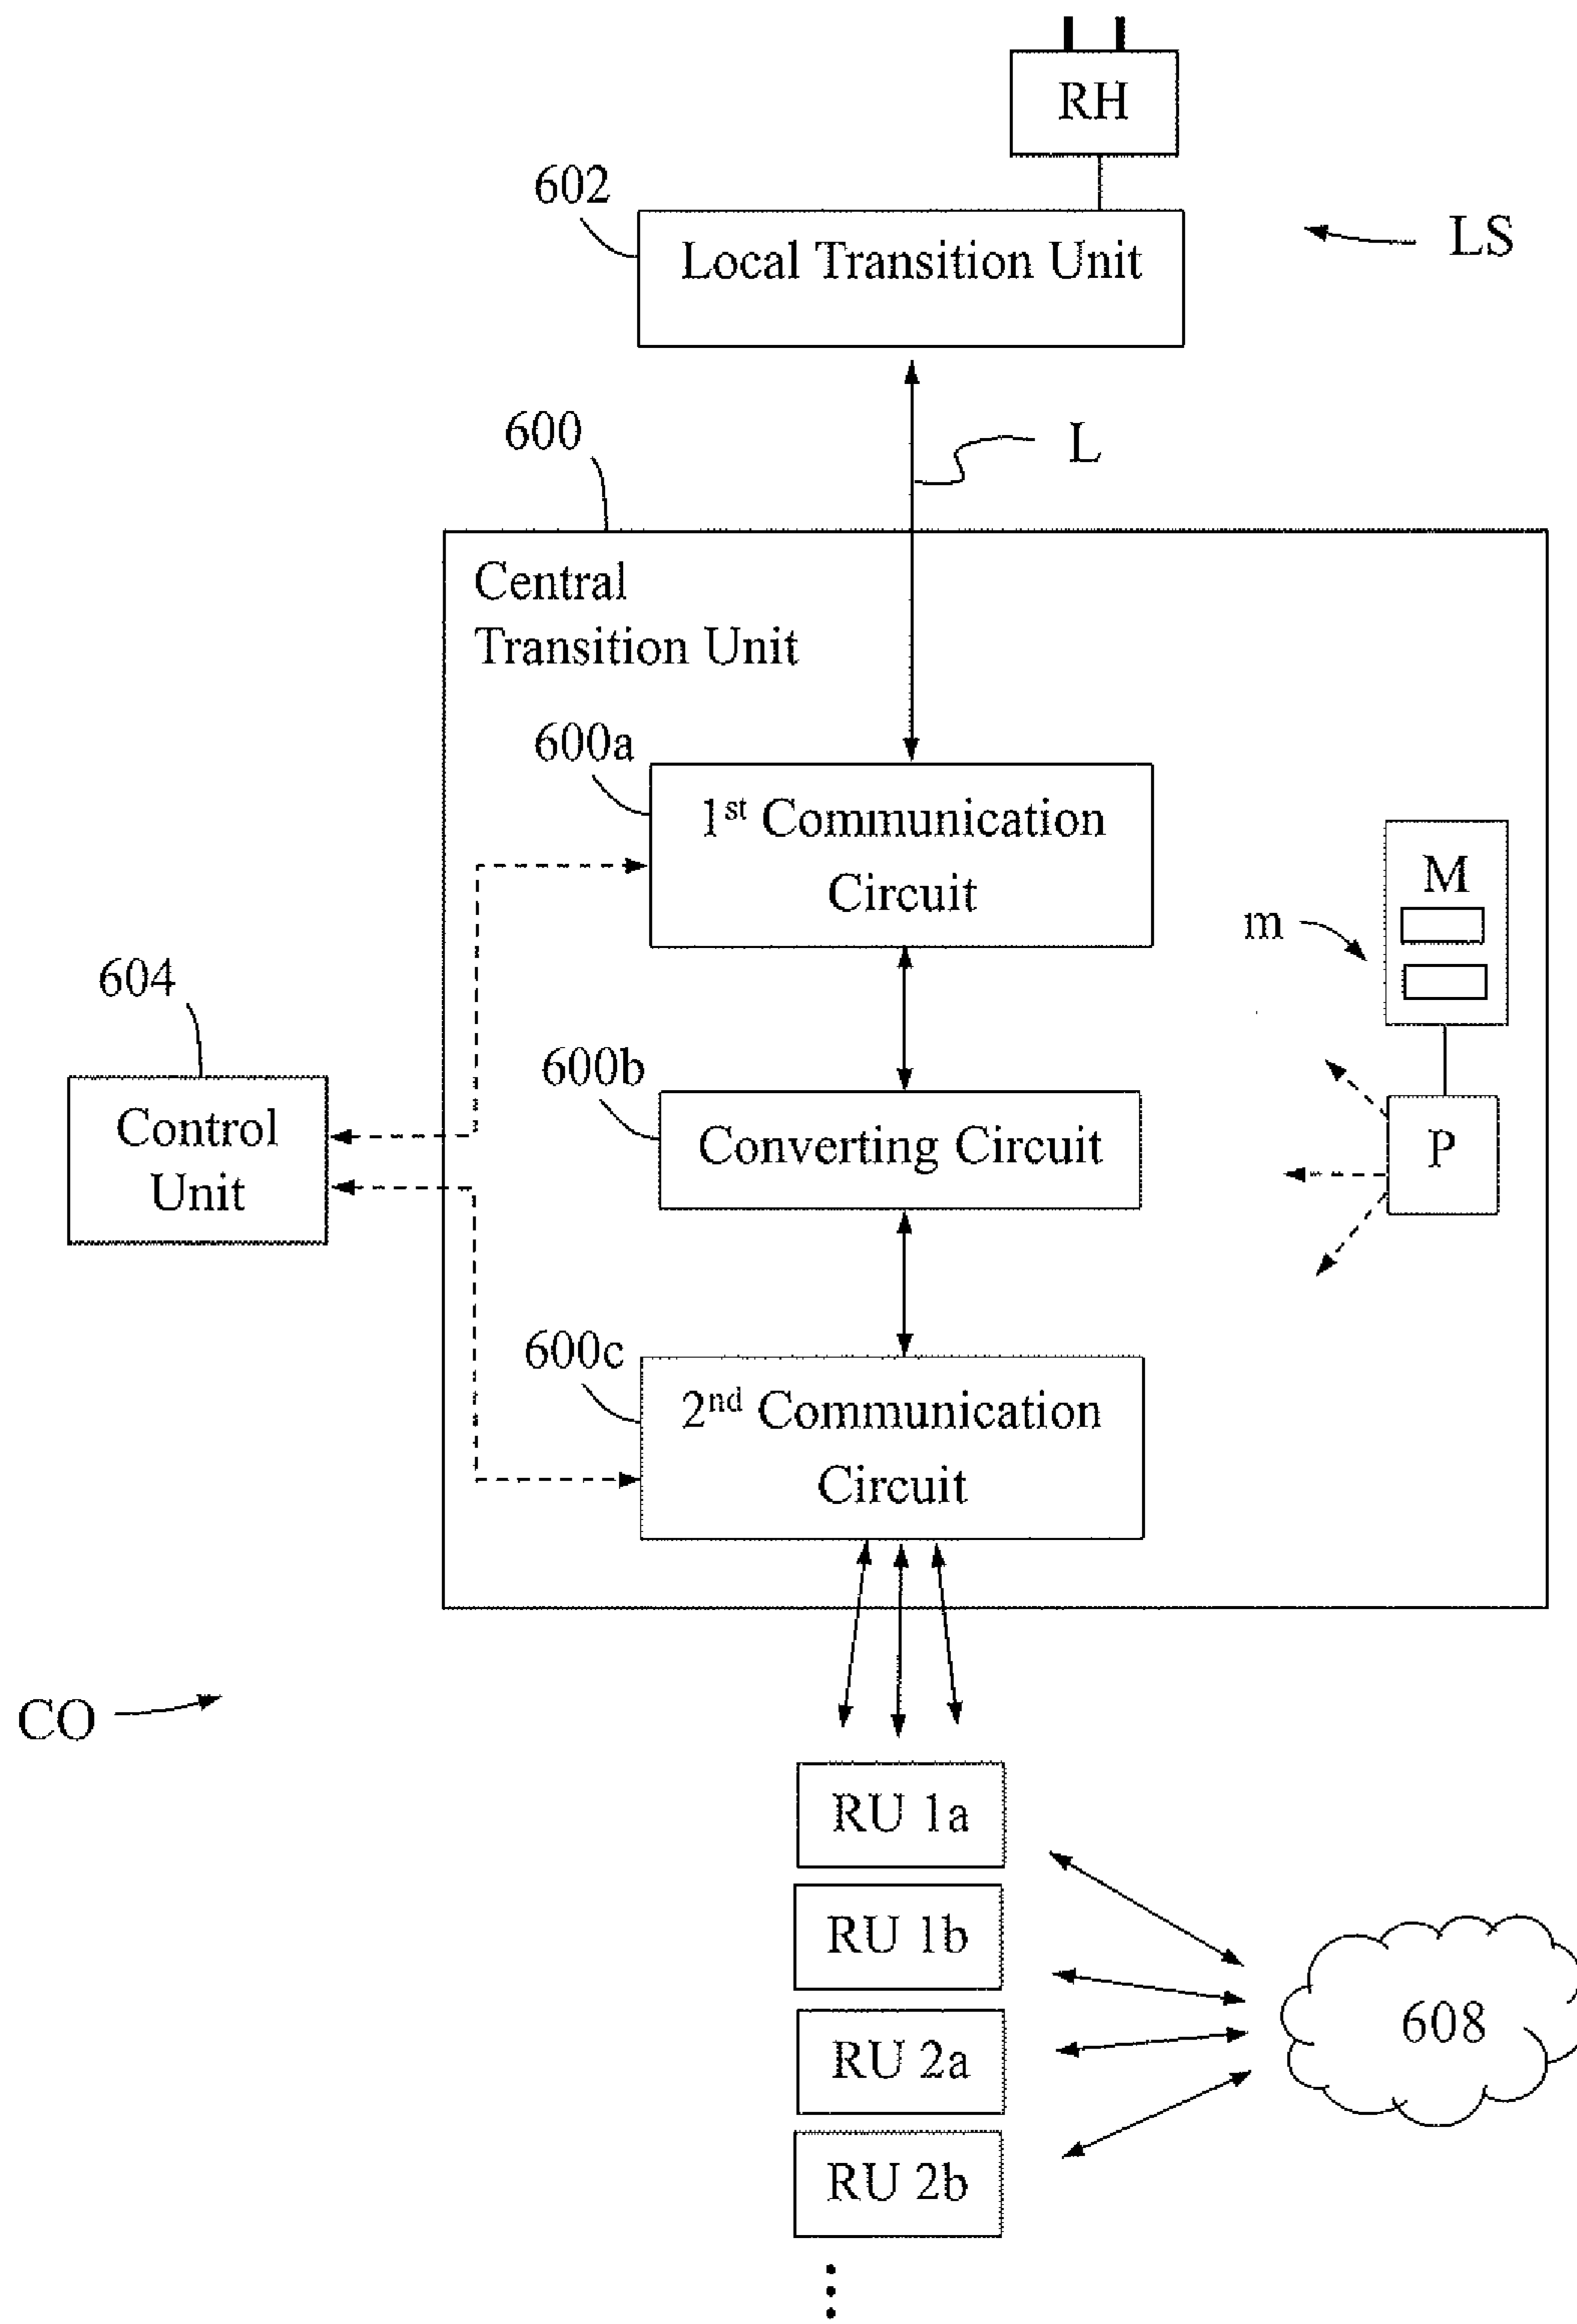 RH
602
Local Transition Unit
LS
600
L
Central
Transition Unit
600a
1st Communication
Circuit
M
m
604
600b
Control
Unit
Converting Circuit
P
600c
2nd Communication
Circuit
CO
RU 1a
RU 1b
608
RU 2a
RU 2b